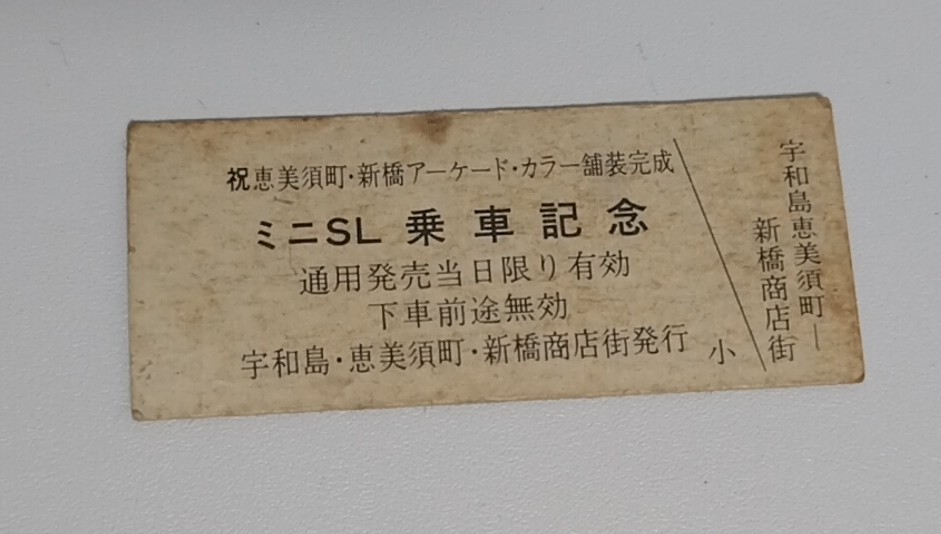 祝恵美須町・新橋アーケード・カラー舗装完成
ミニSL 乗車記念
通用発売当日限り有効
下車前途無効
宇和島・恵美須町・新橋商店街発行
小
宇和島恵美須町―
新橋商店街